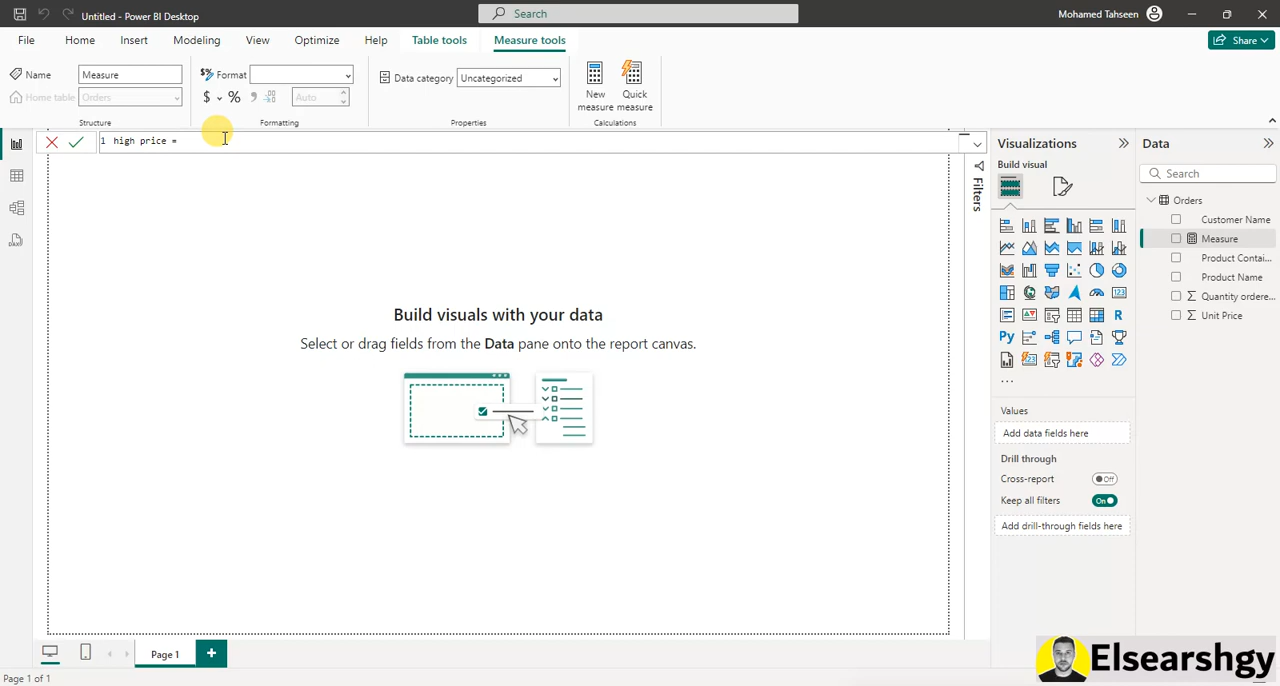 Untitled - Power BI Desktop
Search
Mohamed Tahseen
File Home Insert Modeling View Optimize Help Table tools Measure tools
Share
Name Measure
Format
Data category Uncategorized
New measure
Quick measure
Home table Orders
$ % Auto
Structure Formatting Properties Calculations
1 high price =
Filters
Visualizations
Build visual
Values
Add data fields here
Drill through
Cross-report Off
Keep all filters On
Add drill-through fields here
Data
Search
Orders
Customer Name
Measure
Product Contai...
Product Name
Σ Quantity ordere...
Σ Unit Price
Build visuals with your data
Select or drag fields from the Data pane onto the report canvas.
Page 1
Page 1 of 1
Elsearshgy